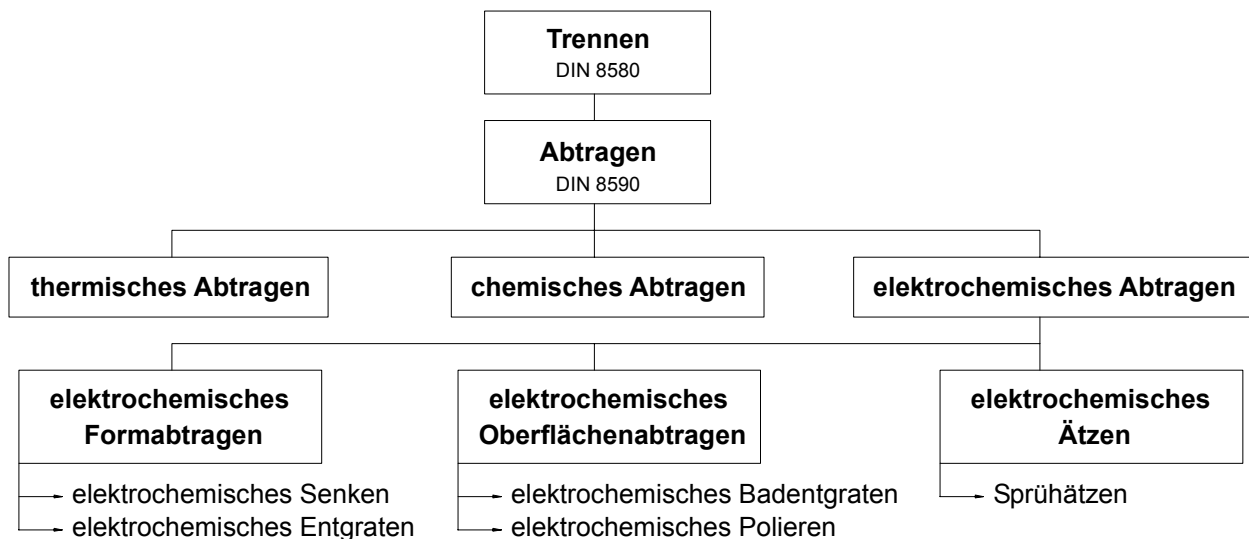 Trennen
DIN 8580
Abtragen
DIN 8590
thermisches Abtragen
chemisches Abtragen
elektrochemisches Abtragen
elektrochemisches
Formabtragen
elektrochemisches
Oberflächenabtragen
elektrochemisches
Ätzen
elektrochemisches Senken
elektrochemisches Entgraten
elektrochemisches Badentgraten
elektrochemisches Polieren
Sprühätzen